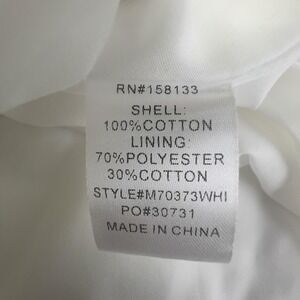 RN#158133
SHELL:
100%COTTON
LINING:
70%POLYESTER
30%COTTON
STYLE#M70373WHI
PO#30731
MADE IN CHINA